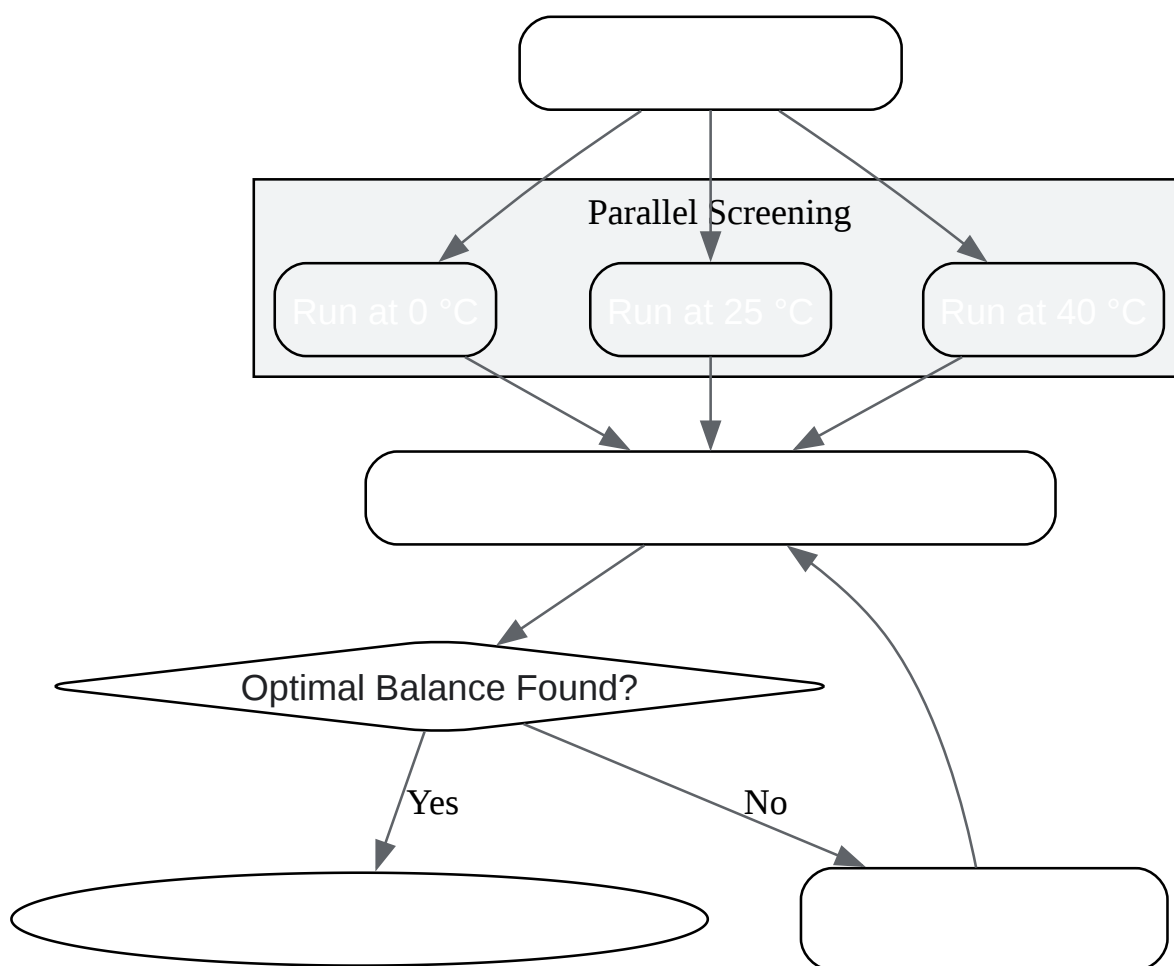 Parallel Screening
Run at 0 °C
Run at 25 °C
Run at 40 °C
Optimal Balance Found?
Yes
No